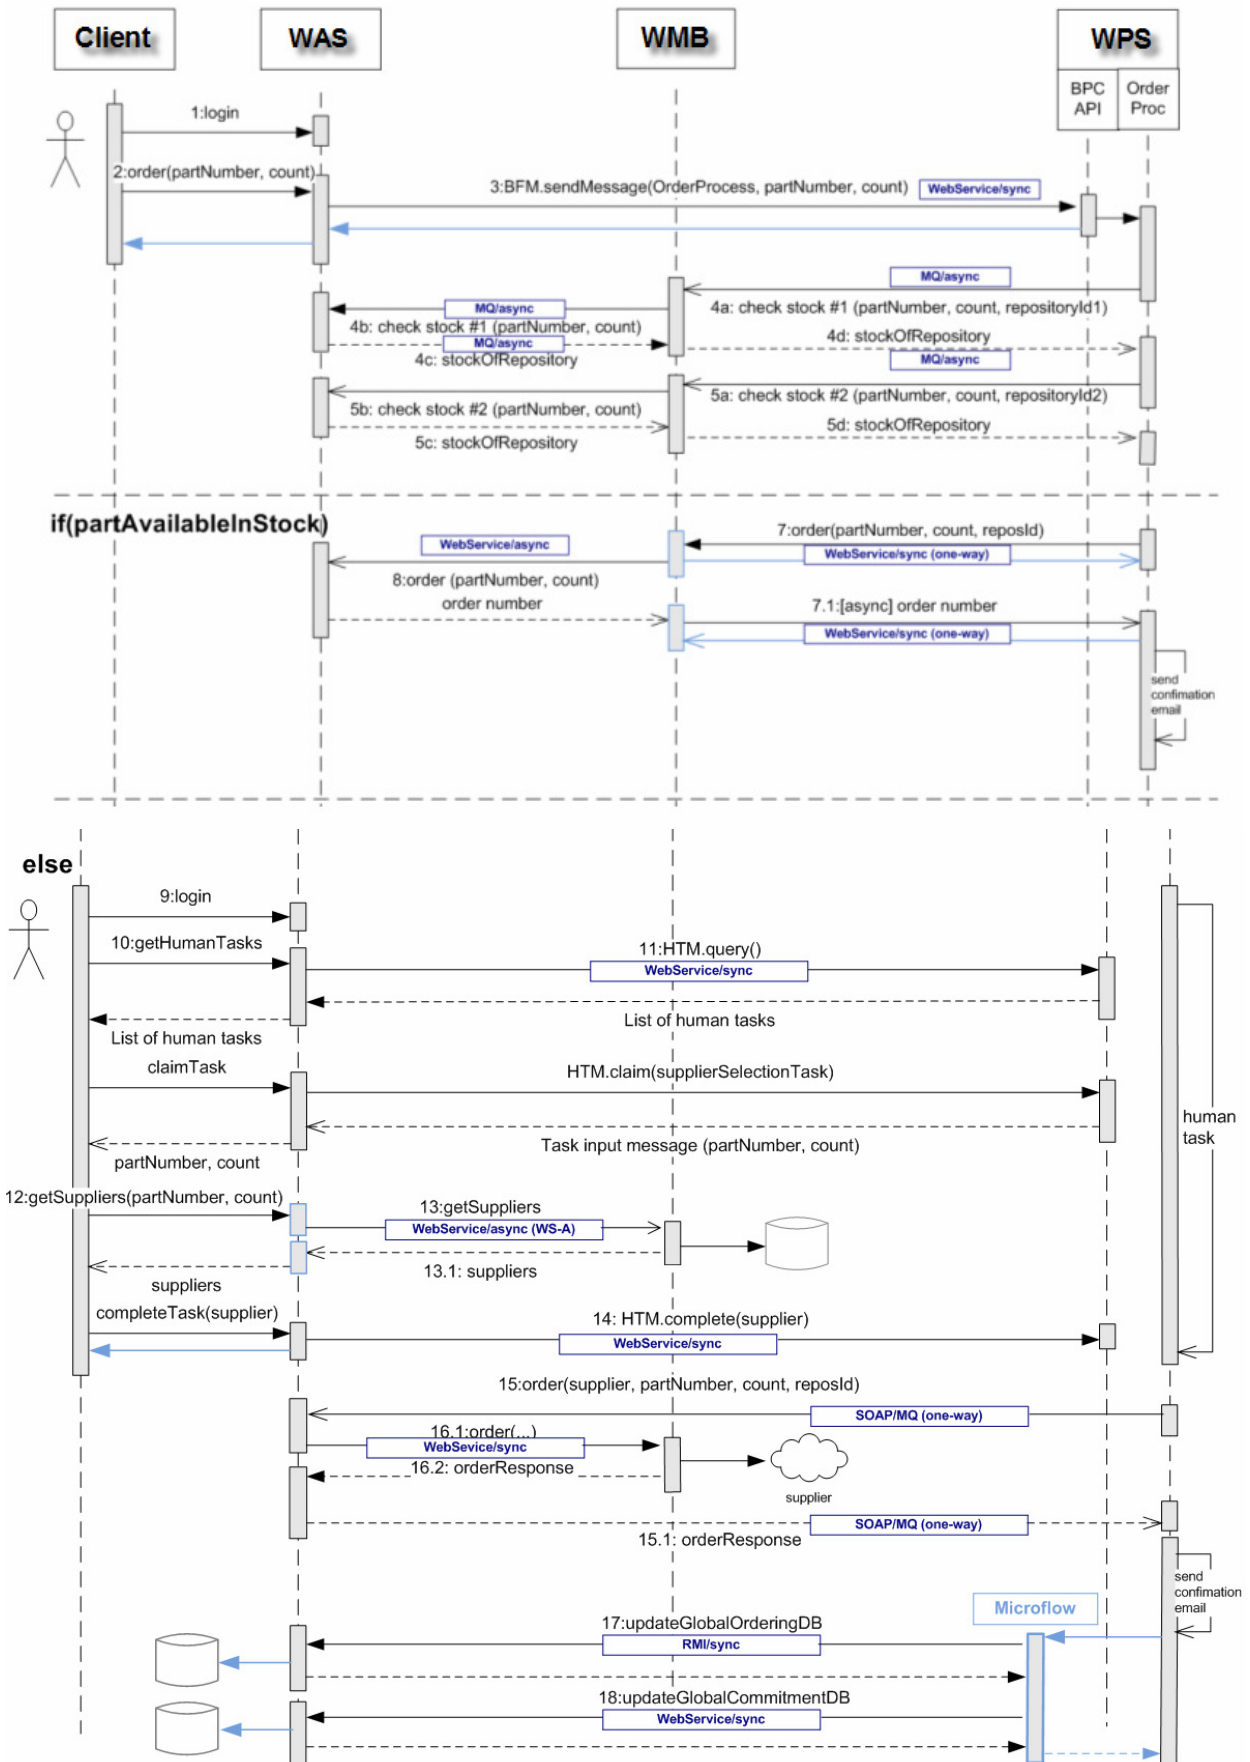 Client
WAS
WMB
WPS
BPC
API
Order
Proc
1:login
2:order(partNumber, count)
3:BFM.sendMessage(OrderProcess, partNumber, count)
WebService/sync
MQ/async
4a: check stock #1 (partNumber, count, repositoryId1)
MQ/async
4b: check stock #1 (partNumber, count)
MQ/async
4c: stockOfRepository
4d: stockOfRepository
MQ/async
5a: check stock #2 (partNumber, count, repositoryId2)
5b: check stock #2 (partNumber, count)
5c: stockOfRepository
5d: stockOfRepository
if(partAvailableInStock)
7:order(partNumber, count, reposId)
WebService/sync (one-way)
WebService/async
8:order (partNumber, count)
order number
7.1:[async] order number
WebService/sync (one-way)
send
confimation
email
else
9:login
10:getHumanTasks
11:HTM.query()
WebService/sync
List of human tasks
List of human tasks
claimTask
HTM.claim(supplierSelectionTask)
human
task
Task input message (partNumber, count)
partNumber, count
12:getSuppliers(partNumber, count)
13:getSuppliers
WebService/async (WS-A)
13.1: suppliers
suppliers
completeTask(supplier)
14: HTM.complete(supplier)
WebService/sync
15:order(supplier, partNumber, count, reposId)
SOAP/MQ (one-way)
16.1:order(...)
WebSevice/sync
16.2: orderResponse
supplier
SOAP/MQ (one-way)
15.1: orderResponse
send
confimation
email
Microflow
17:updateGlobalOrderingDB
RMI/sync
18:updateGlobalCommitmentDB
WebService/sync